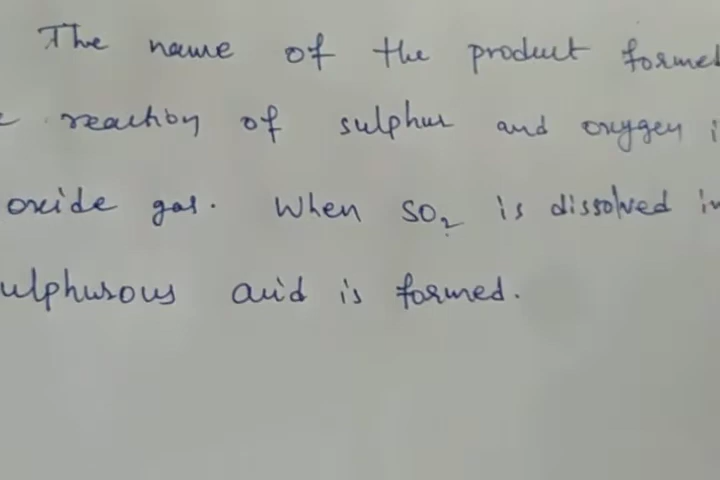 The name of the product formed
reaction of sulphur and oxygen i
oxide gas. When SO₂ is dissolved in
ulphurous acid is formed.